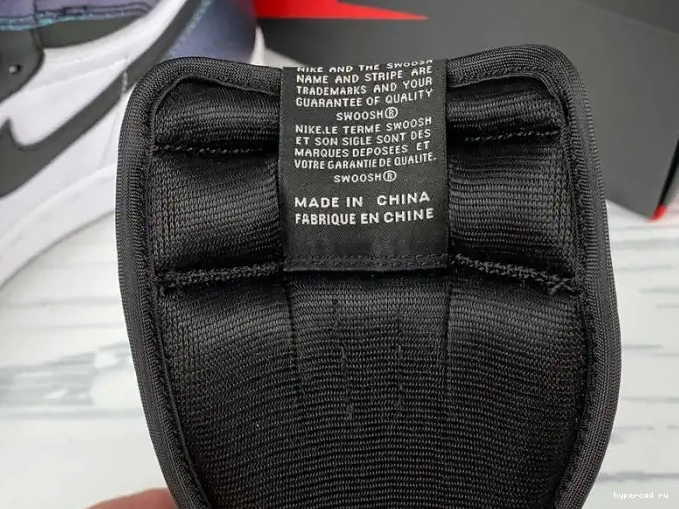 NIKE AND THE SWOOSH
NAME AND STRIPE ARE
TRADEMARKS AND YOUR
GUARANTEE OF QUALITY
SWOOSH®
NIKE.LE TERME SWOOSH
ET SON SIGLE SONT DES
MARQUES DEPOSEES ET
VOTRE GARANTIE DE QUALITÉ.
SWOOSH®
MADE IN CHINA
FABRIQUE EN CHINE
hyperoad ru